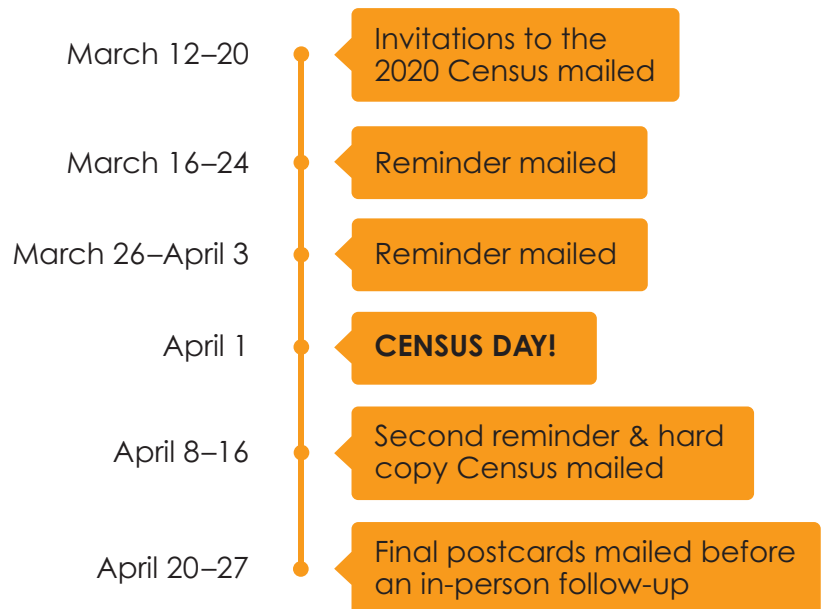 March 12–20
Invitations to the
2020 Census mailed
March 16–24
Reminder mailed
March 26–April 3
Reminder mailed
April 1
CENSUS DAY!
April 8–16
Second reminder & hard
copy Census mailed
April 20–27
Final postcards mailed before
an in-person follow-up